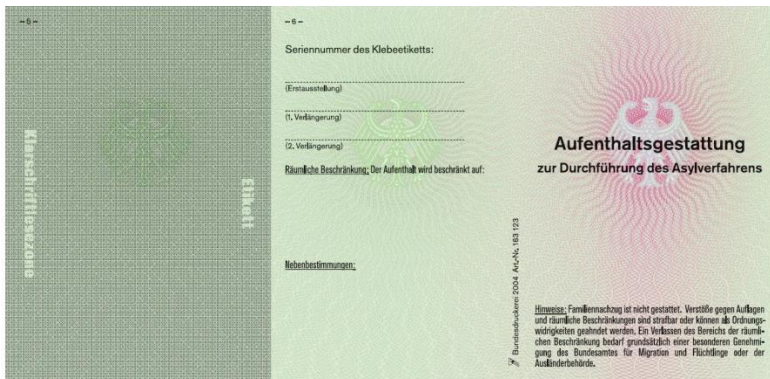 – 5 –
Klarschriftlesezone
Etikett
– 6 –
Seriennummer des Klebeetiketts:
(Erstausstellung)
(1. Verlängerung)
(2. Verlängerung)
Räumliche Beschränkung: Der Aufenthalt wird beschränkt auf:
Nebenbestimmungen:
Bundesdruckerei 2004 Art.-Nr. 163 123
Aufenthaltsgestattung
zur Durchführung des Asylverfahrens
Hinweise: Familiennachzug ist nicht gestattet. Verstöße gegen Auflagen
und räumliche Beschränkungen sind strafbar oder können als Ordnungs-
widrigkeiten geahndet werden. Ein Verlassen des Bereichs der räumli-
chen Beschränkung bedarf grundsätzlich einer besonderen Genehmi-
gung des Bundesamtes für Migration und Flüchtlinge oder der
Ausländerbehörde.